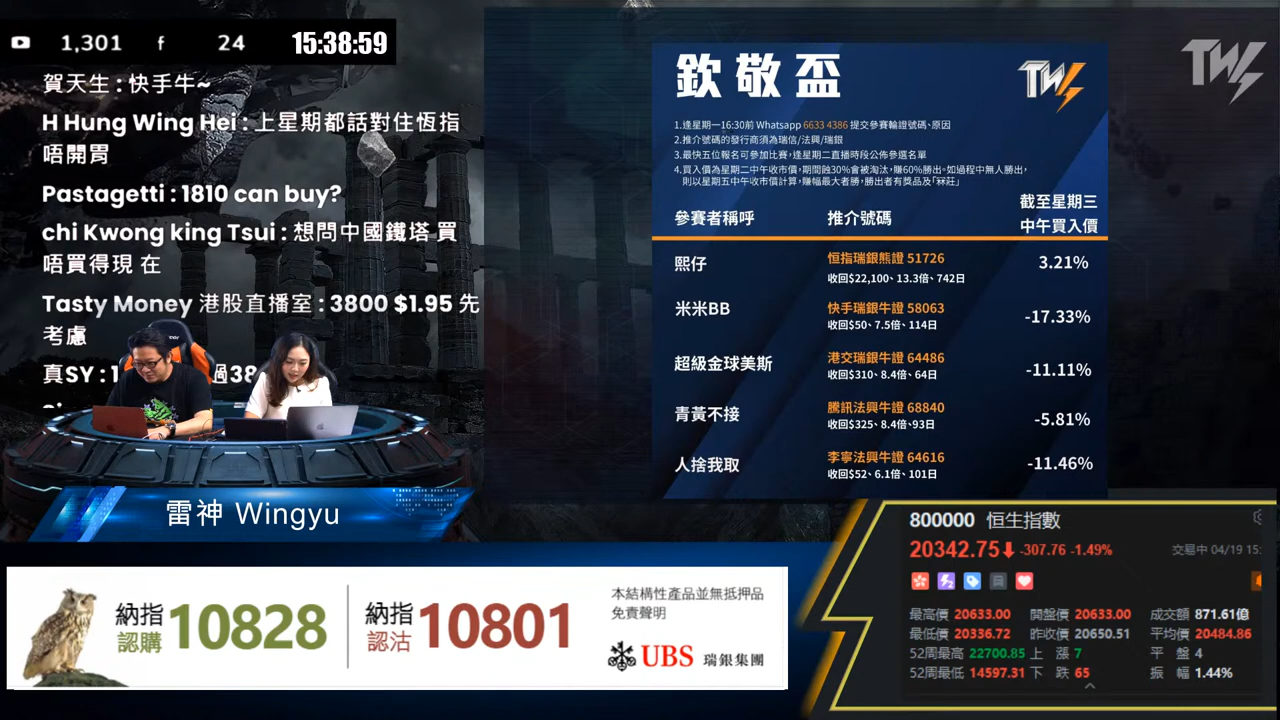 1,301 f 24 15:38:59
賀天生 : 快手牛~
H Hung Wing Hei : 上星期都話對住恆指
唔開胃
Pastagetti : 1810 can buy?
chi Kwong king Tsui : 想問中國鐵塔 買
唔買得現 在
Tasty Money 港股直播室 : 3800 $1.95 先
考慮
真SY : 1
過38
雷神 Wingyu
TW
欽敬盃
TW
1.逢星期一16:30前 Whatsapp 6633 4386 提交參賽輪證號碼、原因
2.推介號碼的發行商須為瑞信/法興/瑞銀
3.最快五位報名可參加比賽，逢星期二直播時段公佈參選名單
4.買入價為星期二中午收市價，期間蝕30%會被淘汰，賺60%勝出。如過程中無人勝出，
則以星期五中午收市價計算，賺幅最大者勝，勝出者有獎品及「冧莊」
參賽者稱呼 推介號碼 截至星期三
中午買入價
熙仔 恒指瑞銀熊證 51726 3.21%
收回$22,100、13.3倍、742日
米米BB 快手瑞銀牛證 58063 -17.33%
收回$50、7.5倍、114日
超級金球美斯 港交瑞銀牛證 64486 -11.11%
收回$310、8.4倍、64日
青黃不接 騰訊法興牛證 68840 -5.81%
收回$325、8.4倍、93日
人捨我取 李寧法興牛證 64616 -11.46%
收回$52、6.1倍、101日
納指
認購 10828
納指
認沽 10801
本結構性產品並無抵押品
免責聲明
UBS 瑞銀集團
800000 恒生指數
20342.75 -307.76 -1.49% 交易中 04/19 15:
最高價 20633.00 開盤價 20633.00 成交額 871.61億
最低價 20336.72 昨收價 20650.51 平均價 20484.86
52周最高 22700.85 上 漲 7 平 盤 4
52周最低 14597.31 下 跌 65 振 幅 1.44%